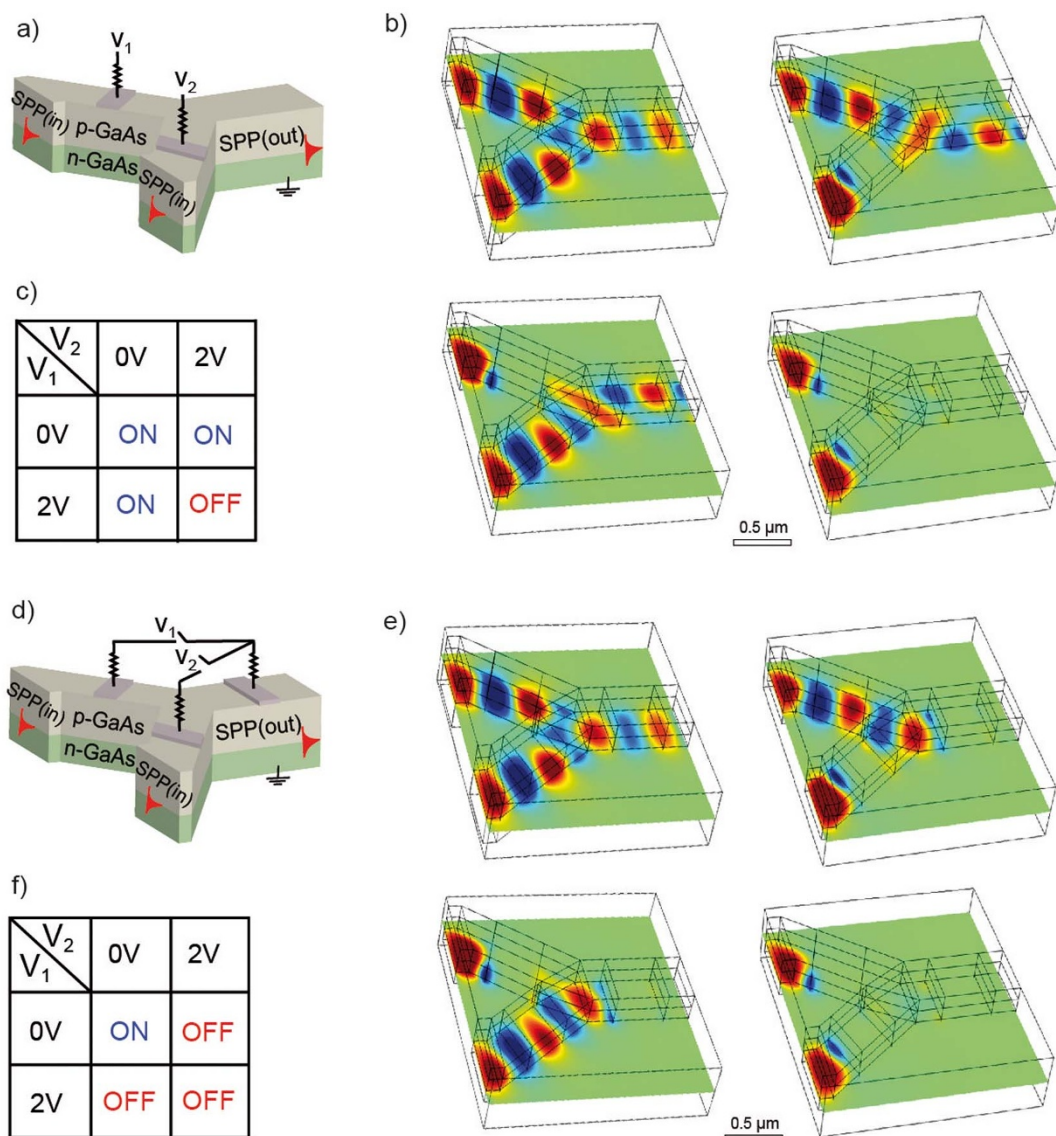 a)
V1
V2
SPP(in)
p-GaAs
n-GaAs
SPP(in)
SPP(out)
b)
c)
V2
V1
0V
2V
0V
ON
ON
2V
ON
OFF
0.5 µm
d)
V1
V2
SPP(in)
p-GaAs
n-GaAs
SPP(in)
SPP(out)
e)
f)
V2
V1
0V
2V
0V
ON
OFF
2V
OFF
OFF
0.5 µm